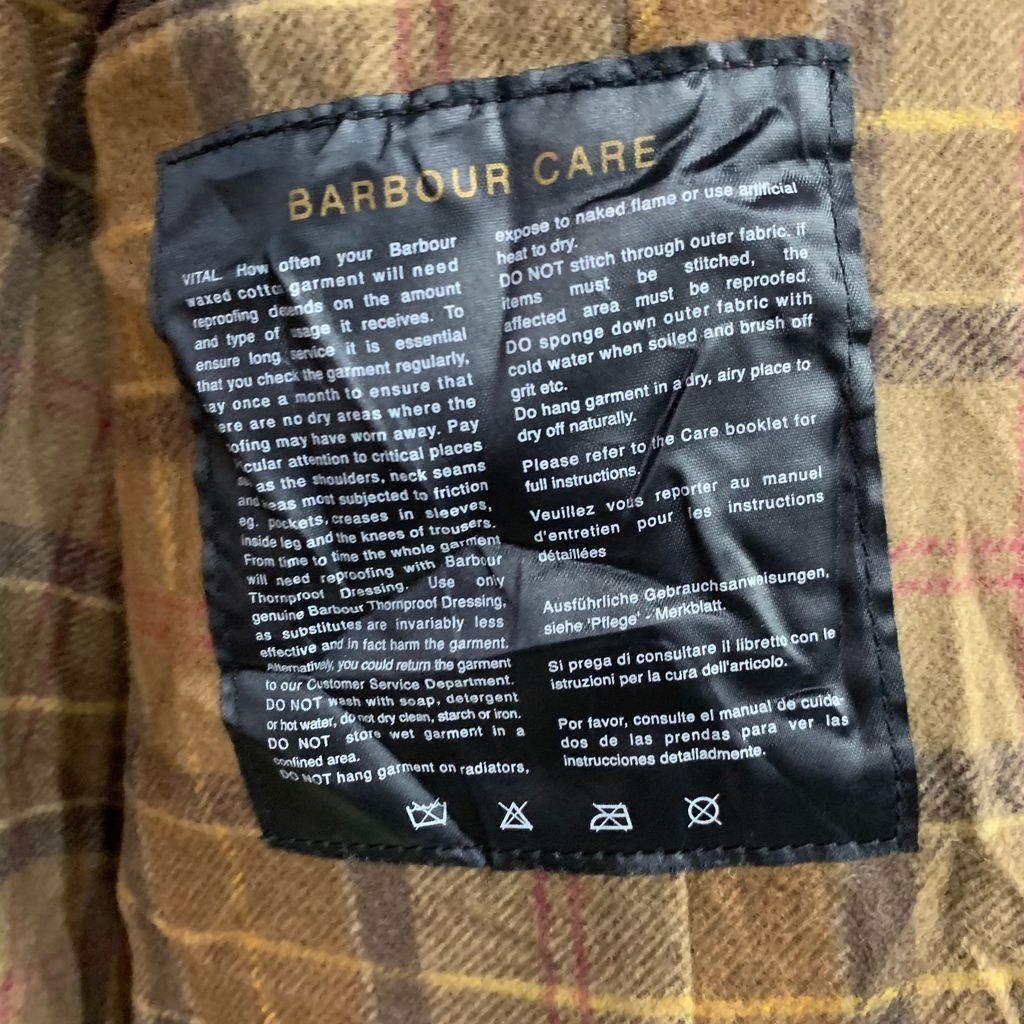 BARBOUR CARE
VITAL. How often your Barbour
waxed cotton garment will need
reproofing depends on the amount
and type of usage it receives. To
ensure long service it is essential
that you check the garment regularly,
say once a month to ensure that
there are no dry areas where the
proofing may have worn away. Pay
particular attention to critical places
such as the shoulders, neck seams
and areas most subjected to friction
eg. pockets, creases in sleeves,
inside leg and the knees of trousers.
From time to time the whole garment
will need reproofing with Barbour
Thornproof Dressing. Use only
genuine Barbour Thornproof Dressing,
as substitutes are invariably less
effective and in fact harm the garment.
Alternatively, you could return the garment
to our Customer Service Department.
DO NOT wash with soap, detergent
or hot water, do not dry clean, starch or iron.
DO NOT store wet garment in a
confined area.
DO NOT hang garment on radiators,
expose to naked flame or use artificial
heat to dry.
DO NOT stitch through outer fabric. If
items must be stitched, the
affected area must be reproofed.
DO sponge down outer fabric with
cold water when soiled and brush off
grit etc.
Do hang garment in a dry, airy place to
dry off naturally.
Please refer to the Care booklet for
full instructions.
Veuillez vous reporter au manuel
d'entretien pour les instructions
détaillées
Ausführliche Gebrauchsanweisungen,
siehe 'Pflege' - Merkblatt.
Si prega di consultare il libretto con le
istruzioni per la cura dell'articolo.
Por favor, consulte el manual de cuida-
dos de las prendas para ver las
instrucciones detalladmente.